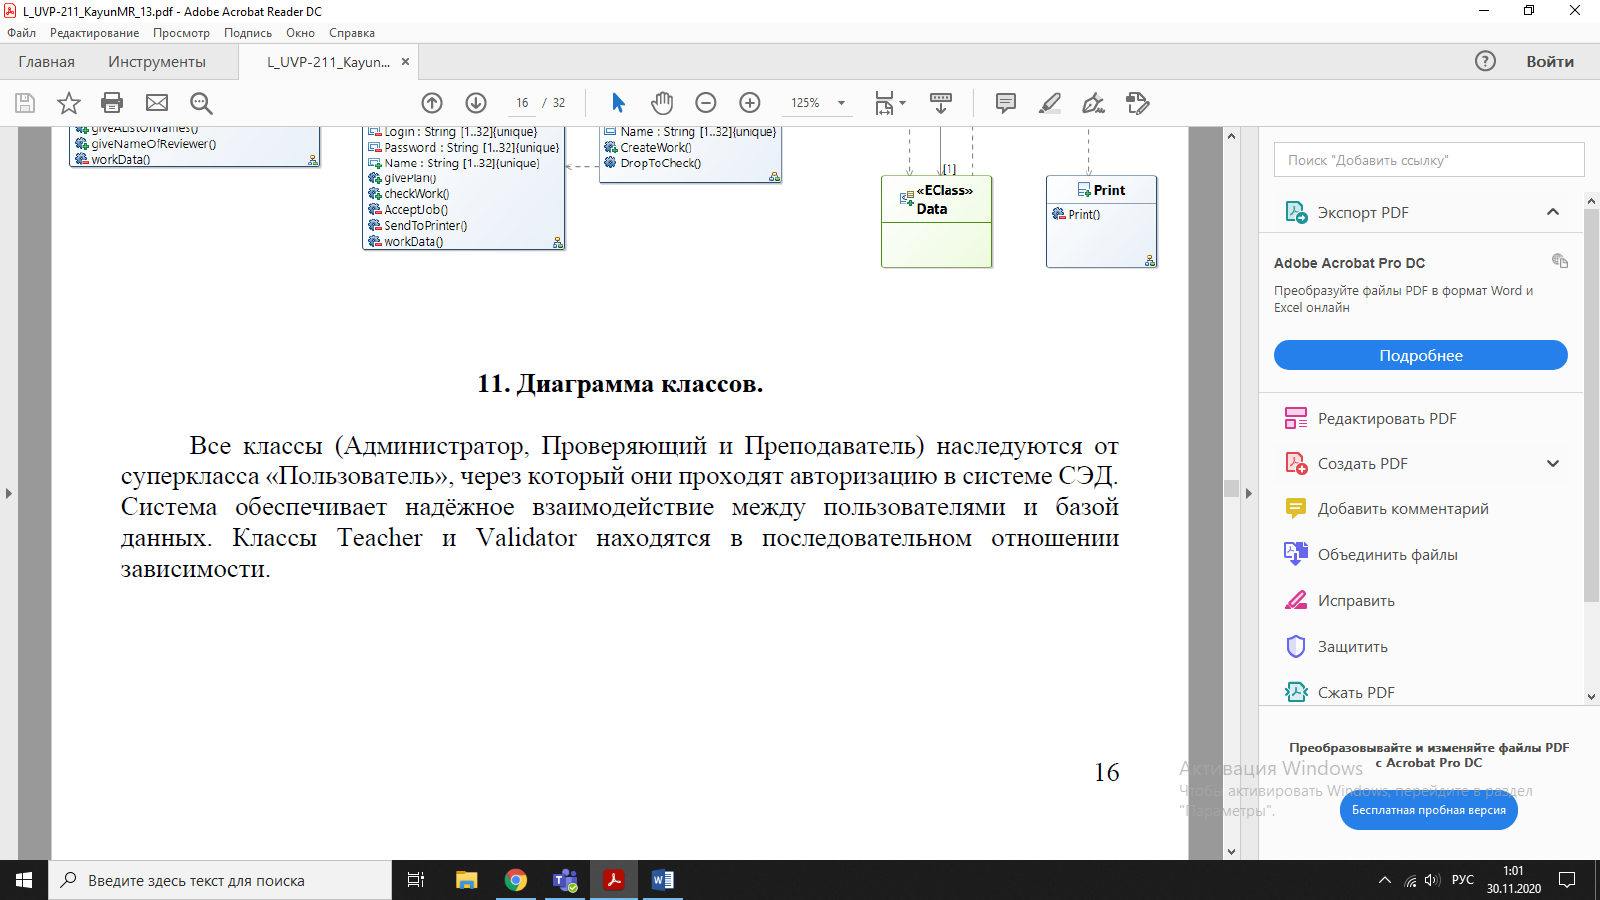 L_UVP-211_KayunMR_13.pdf - Adobe Acrobat Reader DC
Файл Редактирование Просмотр Подпись Окно Справка
Главная Инструменты L_UVP-211_Kayun... × Войти
16 / 32 125%
giveAListOfNames()
giveNameOfReviewer()
workData()
Login : String [1..32]{unique}
Password : String [1..32]{unique}
Name : String [1..32]{unique}
givePlan()
checkWork()
AcceptJob()
SendToPrinter()
workData()
Name : String [1..32]{unique}
CreateWork()
DropToCheck()
[1]
«EClass»
Data
Print
Print()
11. Диаграмма классов.
Все классы (Администратор, Проверяющий и Преподаватель) наследуются от
суперкласса «Пользователь», через который они проходят авторизацию в системе СЭД.
Система обеспечивает надёжное взаимодействие между пользователями и базой
данных. Классы Teacher и Validator находятся в последовательном отношении
зависимости.
16
Поиск "Добавить ссылку"
Экспорт PDF
Adobe Acrobat Pro DC
Преобразуйте файлы PDF в формат Word и
Excel онлайн
Подробнее
Редактировать PDF
Создать PDF
Добавить комментарий
Объединить файлы
Исправить
Защитить
Сжать PDF
Преобразовывайте и изменяйте файлы PDF
с Acrobat Pro DC
Бесплатная пробная версия
Активация Windows
Чтобы активировать Windows, перейдите в раздел
"Параметры".
Введите здесь текст для поиска
РУС
1:01
30.11.2020